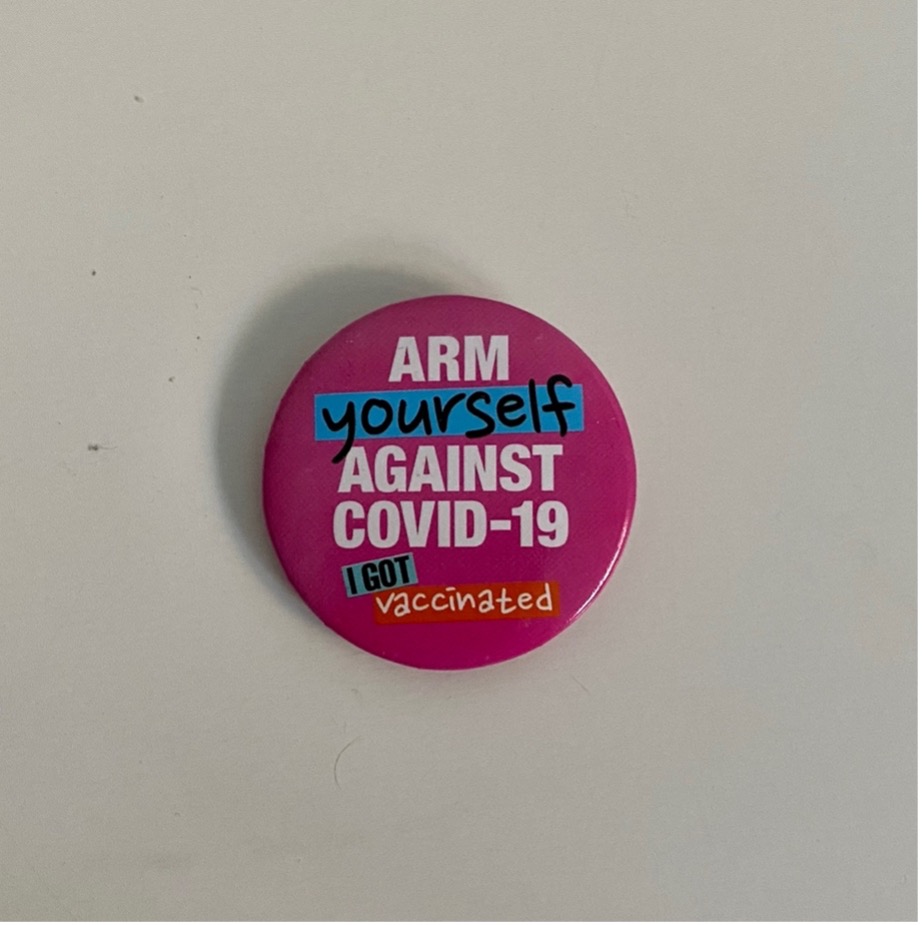 ARM
yourself
AGAINST
COVID-19
I GOT
vaccinated